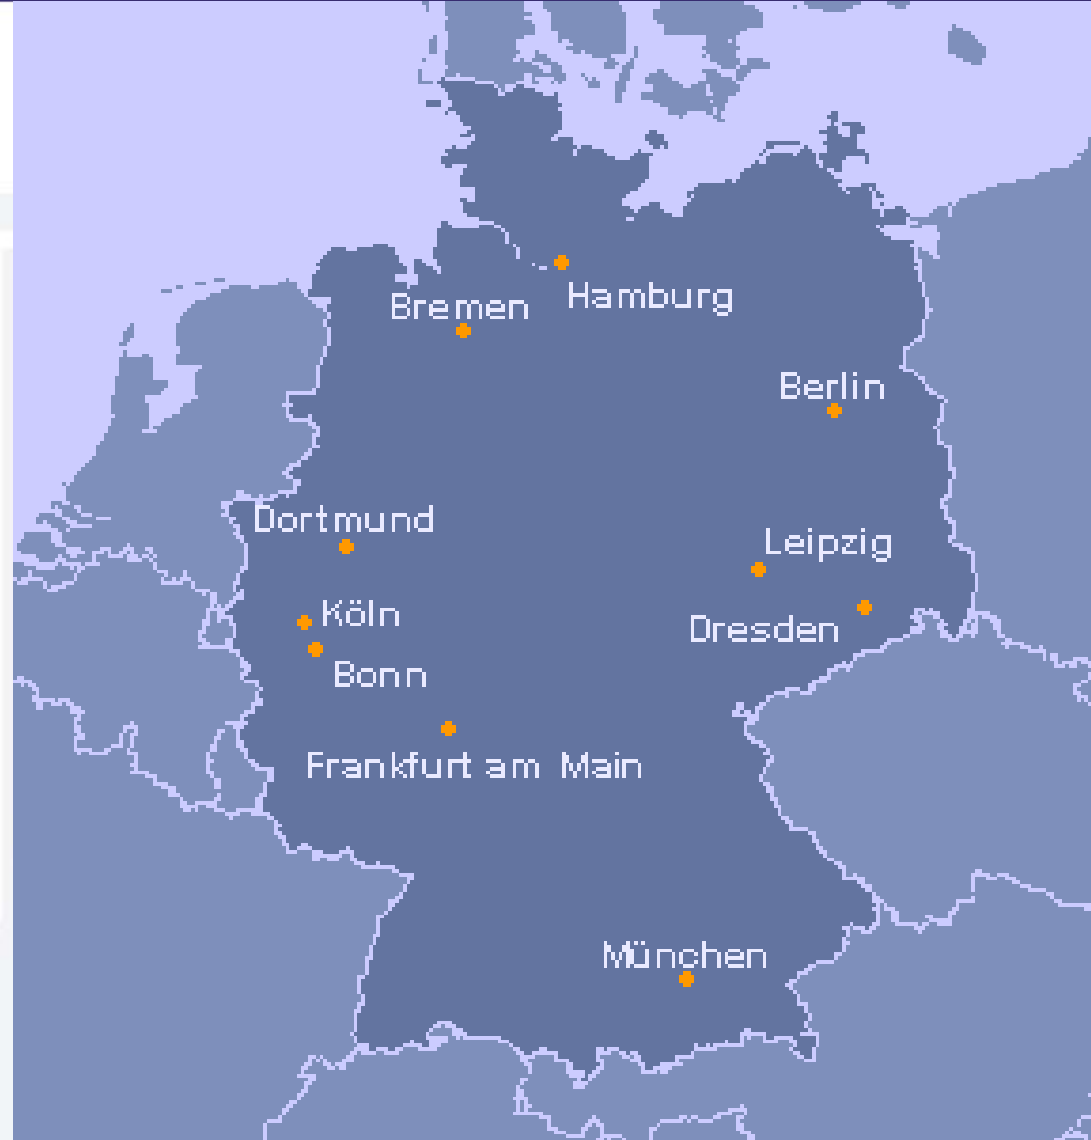 Hamburg
Bremen
Berlin
Dortmund
Leipzig
Köln
Dresden
Bonn
Frankfurt am Main
München